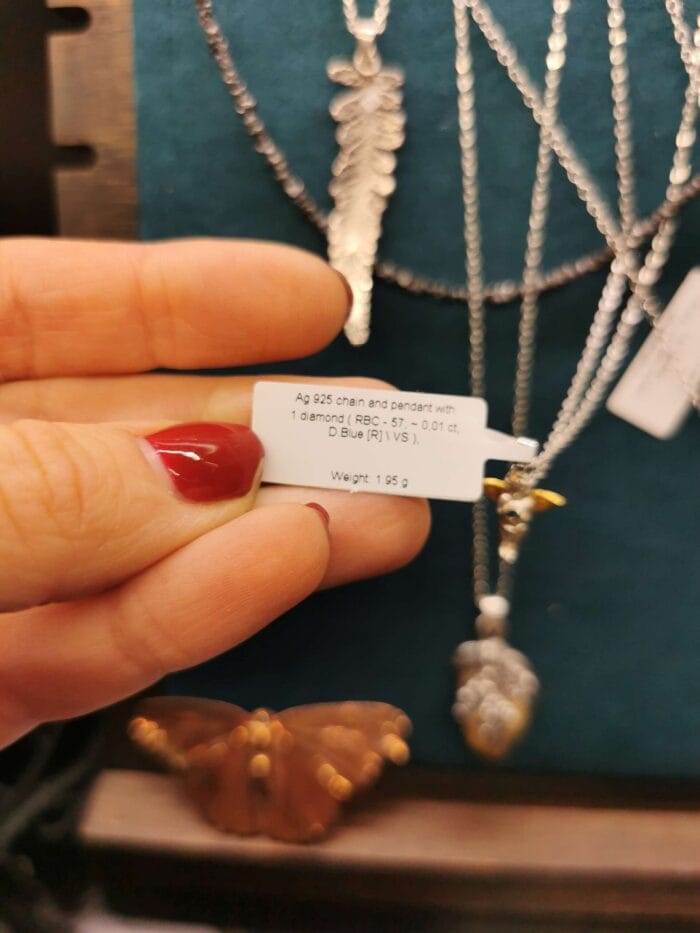 Ag 925 chain and pendant with
1 diamond ( RBC - 57, ~ 0,01 ct,
D.Blue [R] \ VS ).
Weight: 1.95 g